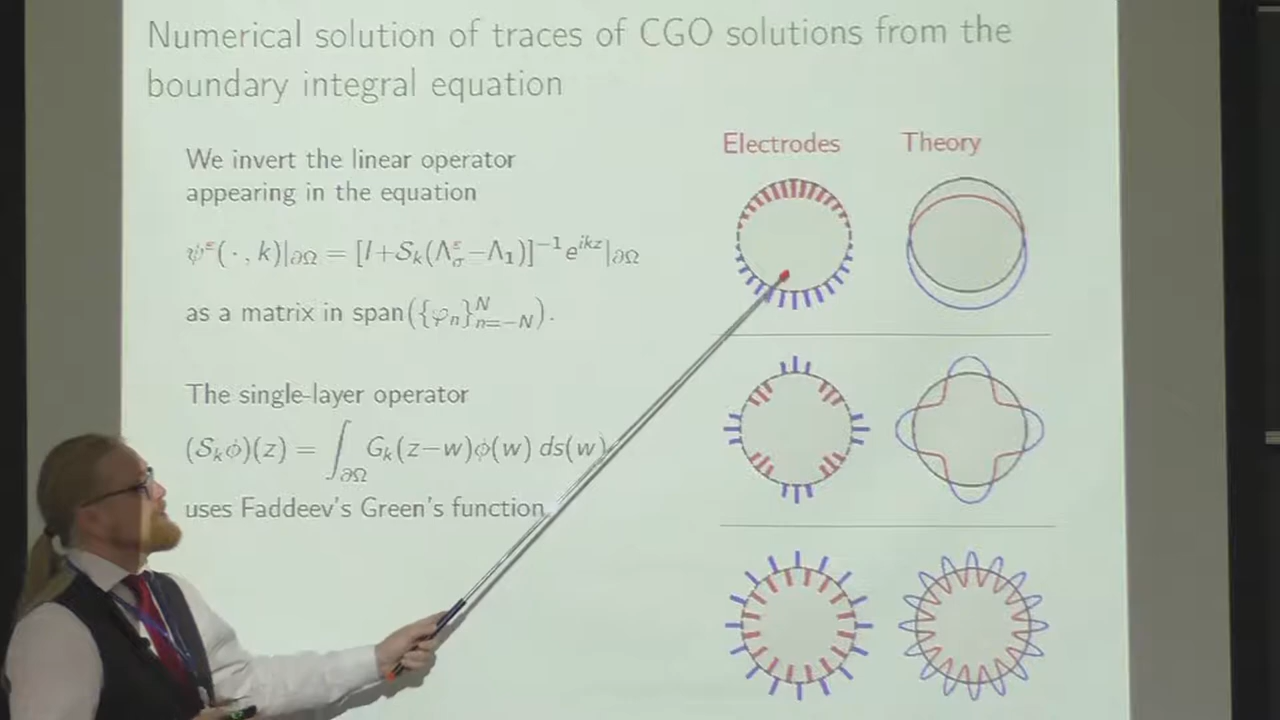 Numerical solution of traces of CGO solutions from the
boundary integral equation
We invert the linear operator
appearing in the equation
ψ^ε(· , k)|∂Ω = [I+S_k(Λ^ε_σ−Λ_1)]^{−1}e^{ikz}|∂Ω
as a matrix in span({φ_n}^N_{n=−N}).
The single-layer operator
(S_kφ)(z) = ∫_{∂Ω} G_k(z−w)φ(w) ds(w)
uses Faddeev's Green's function
Electrodes
Theory